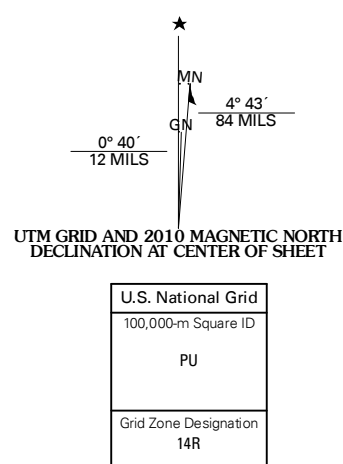 MN
GN
4° 43´
84 MILS
0° 40´
12 MILS
UTM GRID AND 2010 MAGNETIC NORTH
DECLINATION AT CENTER OF SHEET
U.S. National Grid
100,000-m Square ID
PU
Grid Zone Designation
14R